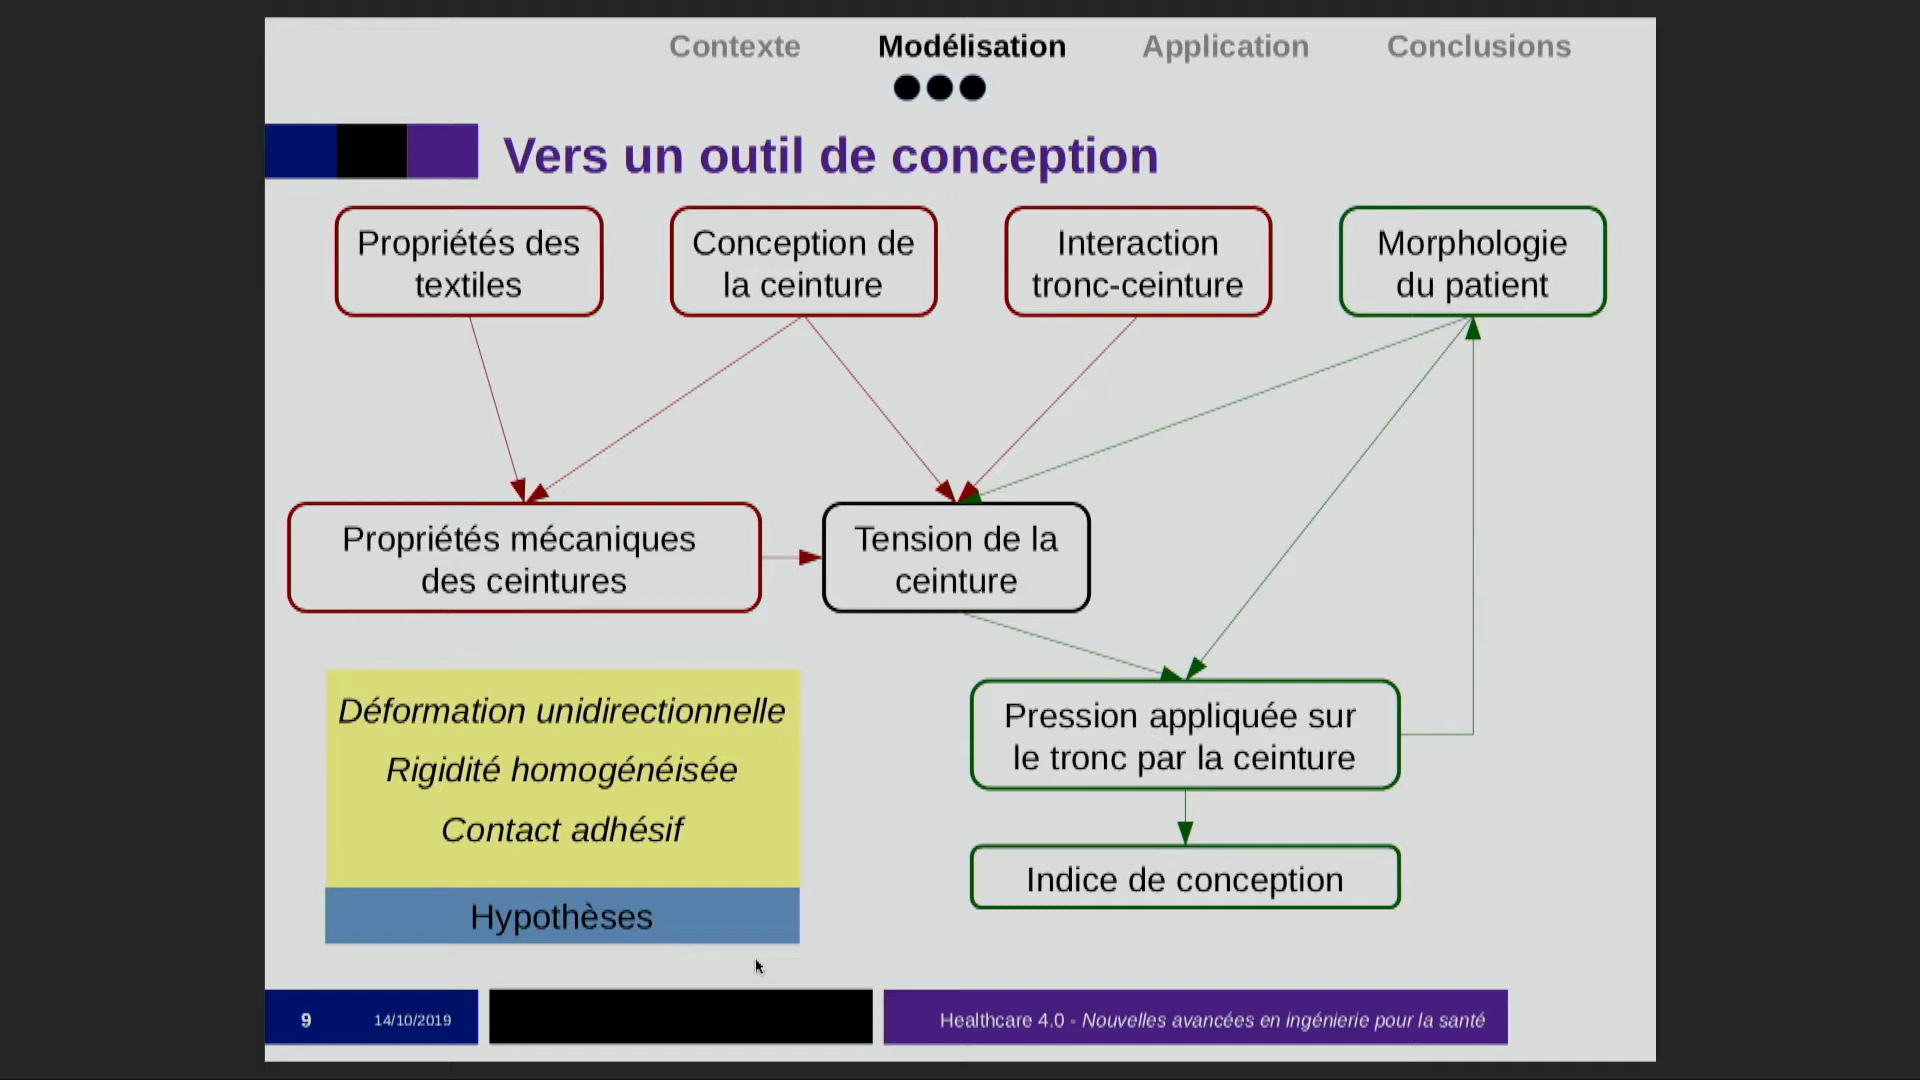 Contexte Modélisation Application Conclusions
Vers un outil de conception
Propriétés des
textiles
Conception de
la ceinture
Interaction
tronc-ceinture
Morphologie
du patient
Propriétés mécaniques
des ceintures
Tension de la
ceinture
Déformation unidirectionnelle
Rigidité homogénéisée
Contact adhésif
Hypothèses
Pression appliquée sur
le tronc par la ceinture
Indice de conception
9 14/10/2019 Healthcare 4.0 - Nouvelles avancées en ingénierie pour la santé